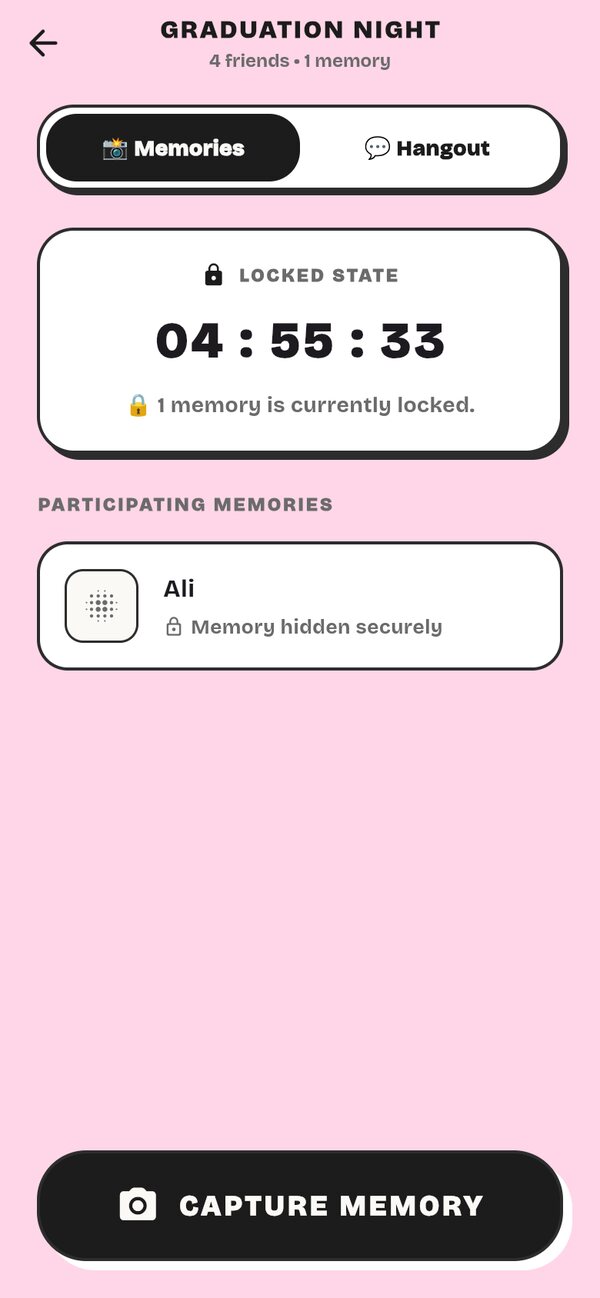 GRADUATION NIGHT
4 friends • 1 memory
📸 Memories
💬 Hangout
LOCKED STATE
04 : 55 : 33
🔒 1 memory is currently locked.
PARTICIPATING MEMORIES
Ali
Memory hidden securely
CAPTURE MEMORY